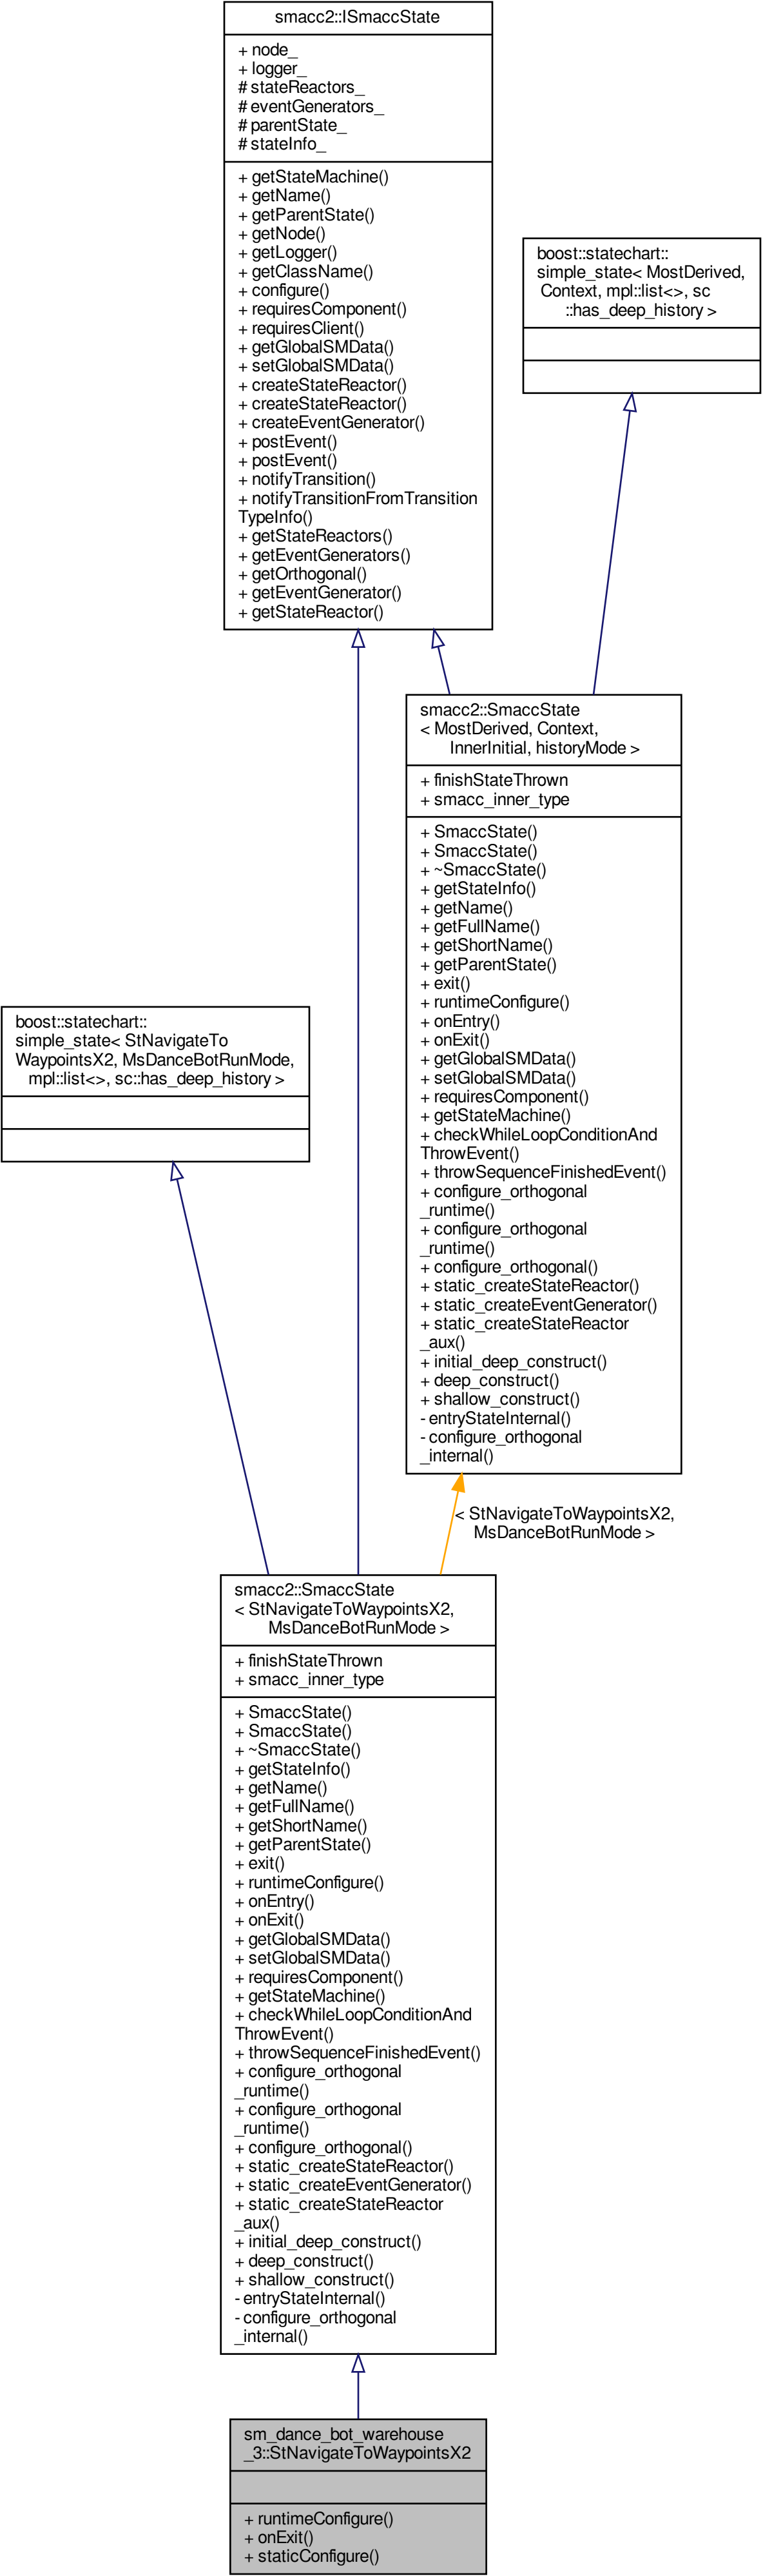 smacc2::ISmaccState
+ node_
+ logger_
# stateReactors_
# eventGenerators_
# parentState_
# stateInfo_
+ getStateMachine()
+ getName()
+ getParentState()
+ getNode()
+ getLogger()
+ getClassName()
+ configure()
+ requiresComponent()
+ requiresClient()
+ getGlobalSMData()
+ setGlobalSMData()
+ createStateReactor()
+ createStateReactor()
+ createEventGenerator()
+ postEvent()
+ postEvent()
+ notifyTransition()
+ notifyTransitionFromTransition
TypeInfo()
+ getStateReactors()
+ getEventGenerators()
+ getOrthogonal()
+ getEventGenerator()
+ getStateReactor()
boost::statechart::
simple_state< MostDerived,
Context, mpl::list<>, sc
::has_deep_history >
smacc2::SmaccState
< MostDerived, Context,
InnerInitial, historyMode >
+ finishStateThrown
+ smacc_inner_type
+ SmaccState()
+ SmaccState()
+ ~SmaccState()
+ getStateInfo()
+ getName()
+ getFullName()
+ getShortName()
+ getParentState()
+ exit()
+ runtimeConfigure()
+ onEntry()
+ onExit()
+ getGlobalSMData()
+ setGlobalSMData()
+ requiresComponent()
+ getStateMachine()
+ checkWhileLoopConditionAnd
ThrowEvent()
+ throwSequenceFinishedEvent()
+ configure_orthogonal
_runtime()
+ configure_orthogonal
_runtime()
+ configure_orthogonal()
+ static_createStateReactor()
+ static_createEventGenerator()
+ static_createStateReactor
_aux()
+ initial_deep_construct()
+ deep_construct()
+ shallow_construct()
- entryStateInternal()
- configure_orthogonal
_internal()
boost::statechart::
simple_state< StNavigateTo
WaypointsX2, MsDanceBotRunMode,
mpl::list<>, sc::has_deep_history >
< StNavigateToWaypointsX2,
MsDanceBotRunMode >
smacc2::SmaccState
< StNavigateToWaypointsX2,
MsDanceBotRunMode >
+ finishStateThrown
+ smacc_inner_type
+ SmaccState()
+ SmaccState()
+ ~SmaccState()
+ getStateInfo()
+ getName()
+ getFullName()
+ getShortName()
+ getParentState()
+ exit()
+ runtimeConfigure()
+ onEntry()
+ onExit()
+ getGlobalSMData()
+ setGlobalSMData()
+ requiresComponent()
+ getStateMachine()
+ checkWhileLoopConditionAnd
ThrowEvent()
+ throwSequenceFinishedEvent()
+ configure_orthogonal
_runtime()
+ configure_orthogonal
_runtime()
+ configure_orthogonal()
+ static_createStateReactor()
+ static_createEventGenerator()
+ static_createStateReactor
_aux()
+ initial_deep_construct()
+ deep_construct()
+ shallow_construct()
- entryStateInternal()
- configure_orthogonal
_internal()
sm_dance_bot_warehouse
_3::StNavigateToWaypointsX2
+ runtimeConfigure()
+ onExit()
+ staticConfigure()